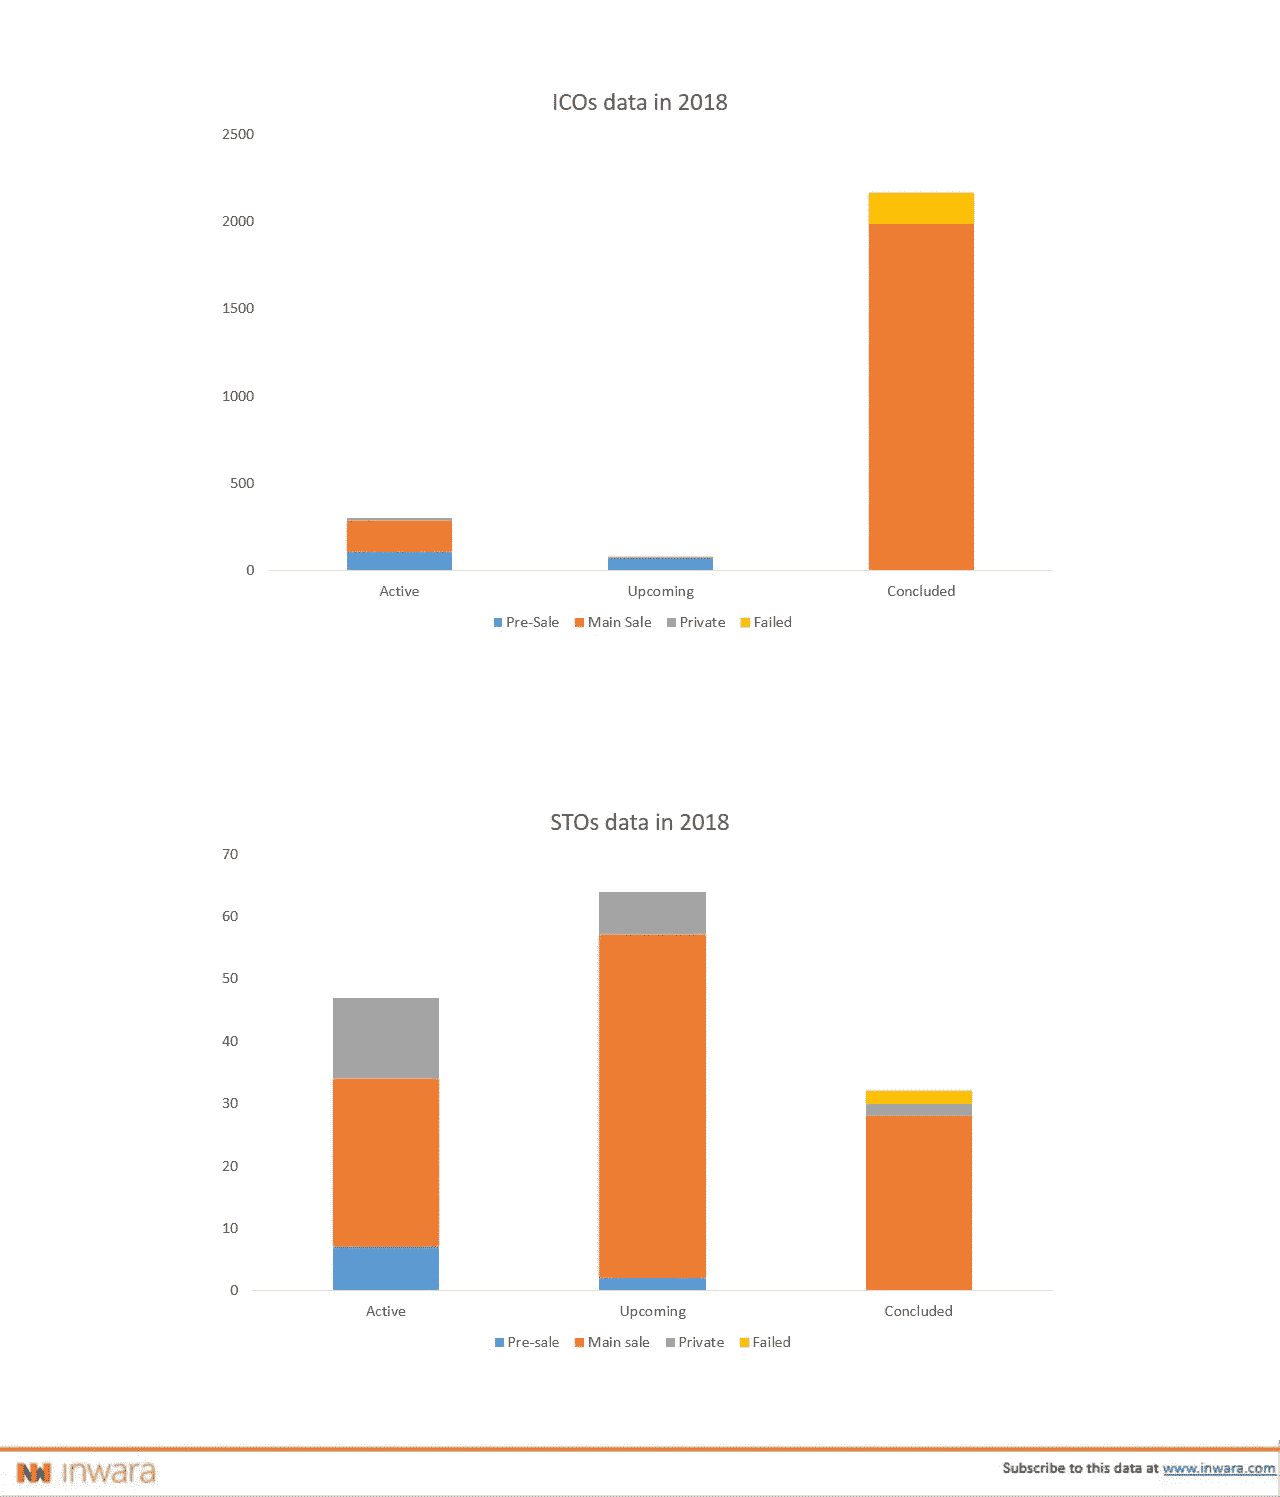 ICOs data in 2018
2500
2000
1500
1000
500
0
Active Upcoming Concluded
Pre-Sale Main Sale Private Failed
STOs data in 2018
70
60
50
40
30
20
10
0
Active Upcoming Concluded
Pre-sale Main sale Private Failed
inwara
Subscribe to this data at www.inwara.com